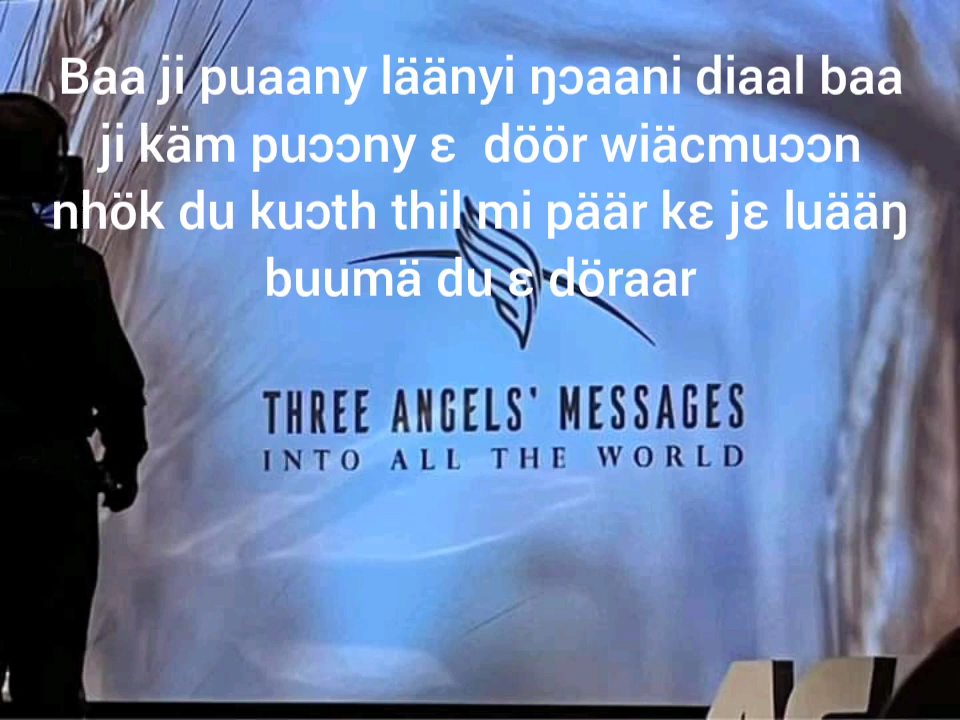 Baa ji puaany läänyi ŋɔaani diaal baa
ji käm puɔɔny ɛ döör wiäcmuɔɔn
nhök du kuɔth thil mi päär kɛ jɛ luääŋ
buumä du ɛ döraar
THREE ANGELS' MESSAGES
INTO ALL THE WORLD